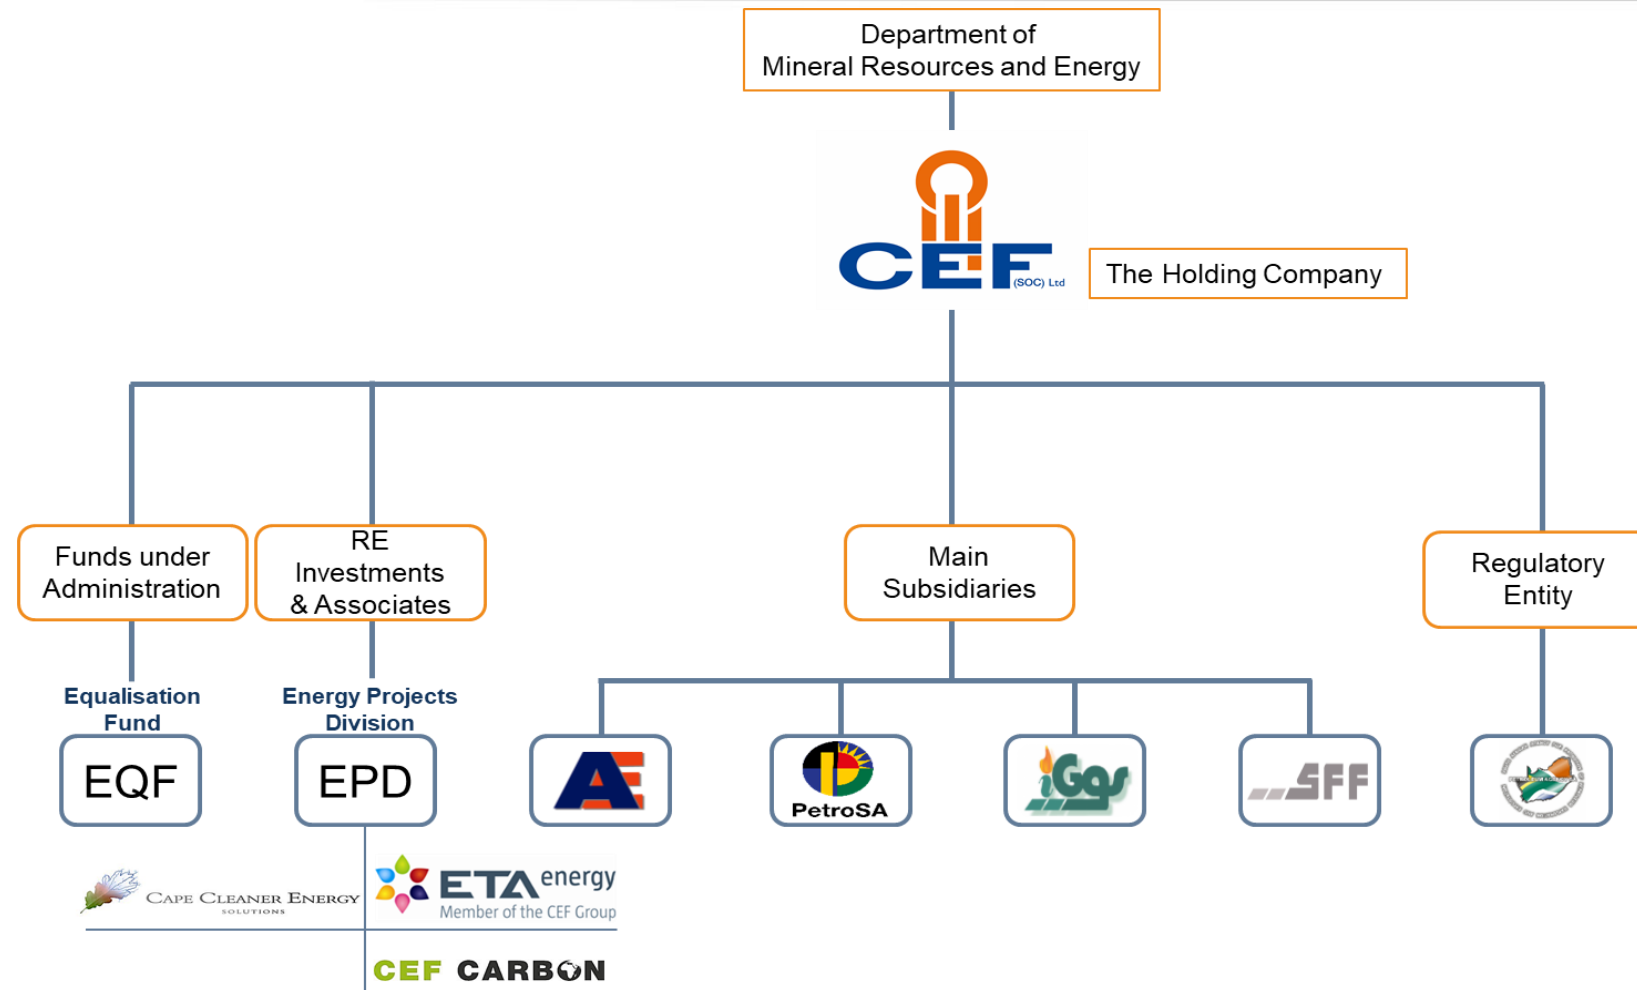 Department of
Mineral Resources and Energy
CEF
(SOC) Ltd
The Holding Company
Funds under
Administration
RE
Investments
& Associates
Main
Subsidiaries
Regulatory
Entity
Equalisation
Fund
Energy Projects
Division
EQF
EPD
AE
PetroSA
iGas
SFF
CAPE CLEANER ENERGY
SOLUTIONS
ETA energy
Member of the CEF Group
CEF CARBON